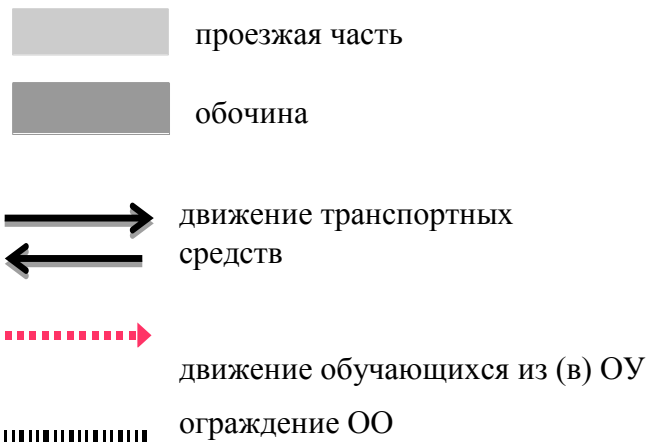 проезжая часть
обочина
движение транспортных
средств
движение обучающихся из (в) ОУ
ограждение ОО